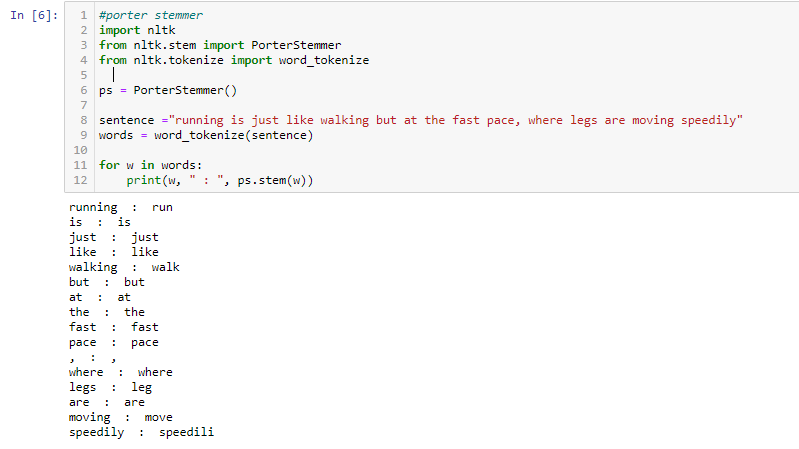 In [6]:
1 #porter stemmer
2 import nltk
3 from nltk.stem import PorterStemmer
4 from nltk.tokenize import word_tokenize
5
6 ps = PorterStemmer()
7
8 sentence ="running is just like walking but at the fast pace, where legs are moving speedily"
9 words = word_tokenize(sentence)
10
11 for w in words:
12     print(w, " : ", ps.stem(w))
running  :  run
is  :  is
just  :  just
like  :  like
walking  :  walk
but  :  but
at  :  at
the  :  the
fast  :  fast
pace  :  pace
,  :  ,
where  :  where
legs  :  leg
are  :  are
moving  :  move
speedily  :  speedili